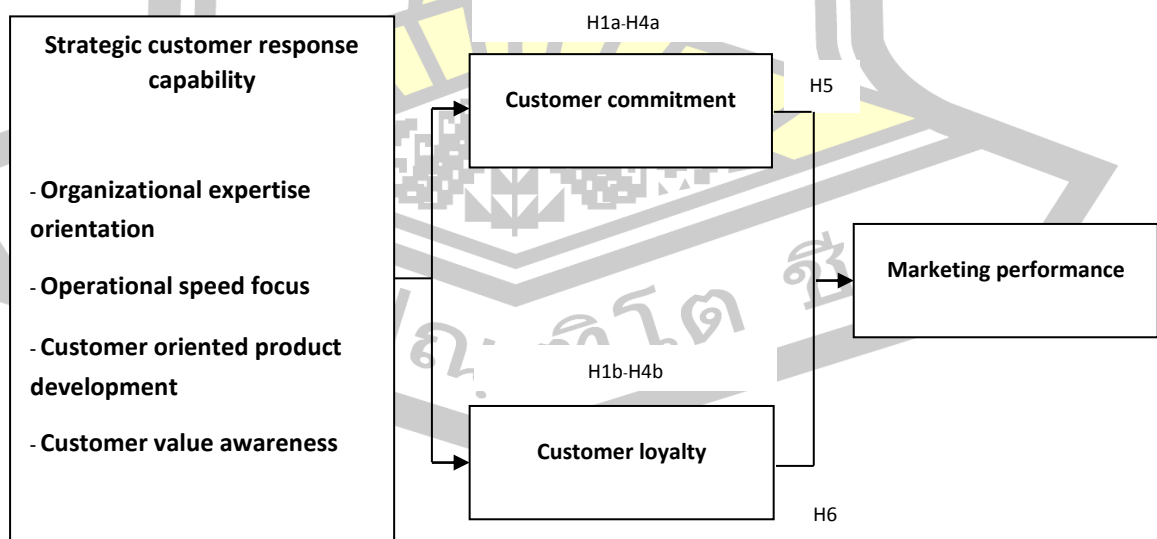 Strategic customer response
capability
- Organizational expertise
orientation
- Operational speed focus
- Customer oriented product
development
- Customer value awareness
H1a-H4a
Customer commitment
H5
Marketing performance
H1b-H4b
Customer loyalty
H6